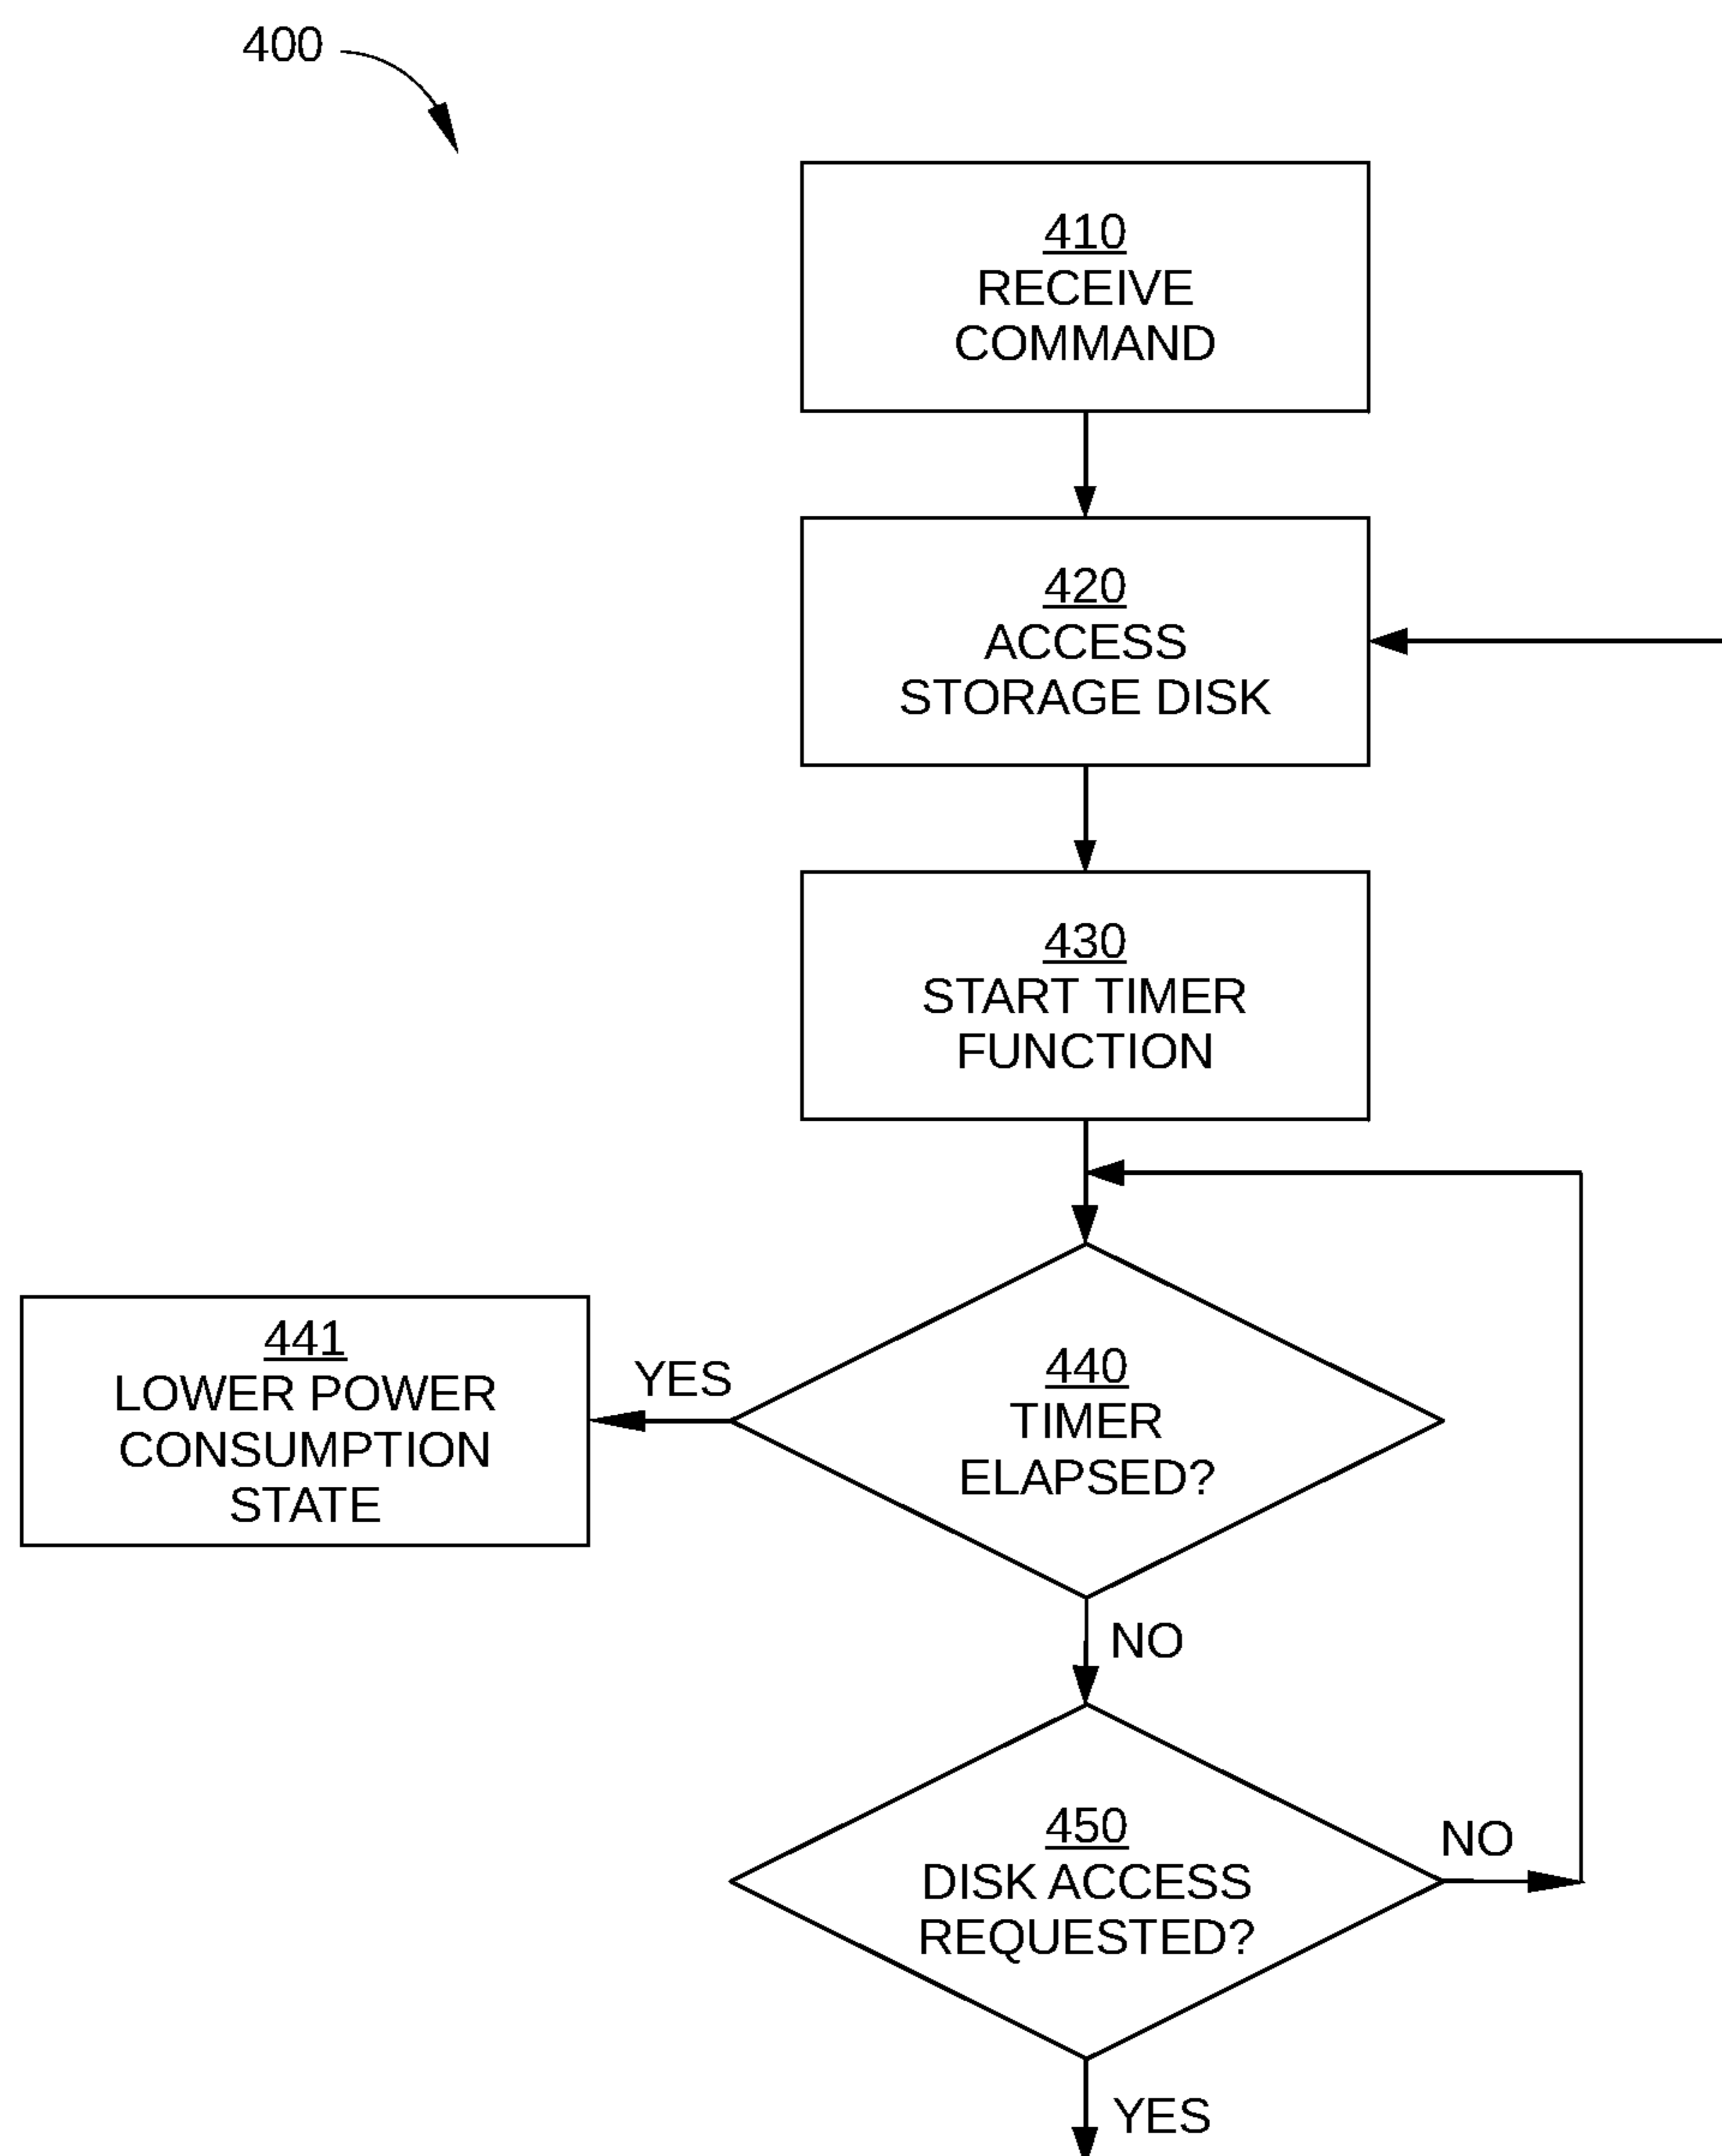 400
410
RECEIVE
COMMAND
420
ACCESS
STORAGE DISK
430
START TIMER
FUNCTION
441
LOWER POWER
CONSUMPTION
STATE
YES
440
TIMER
ELAPSED?
NO
450
DISK ACCESS
REQUESTED?
NO
YES